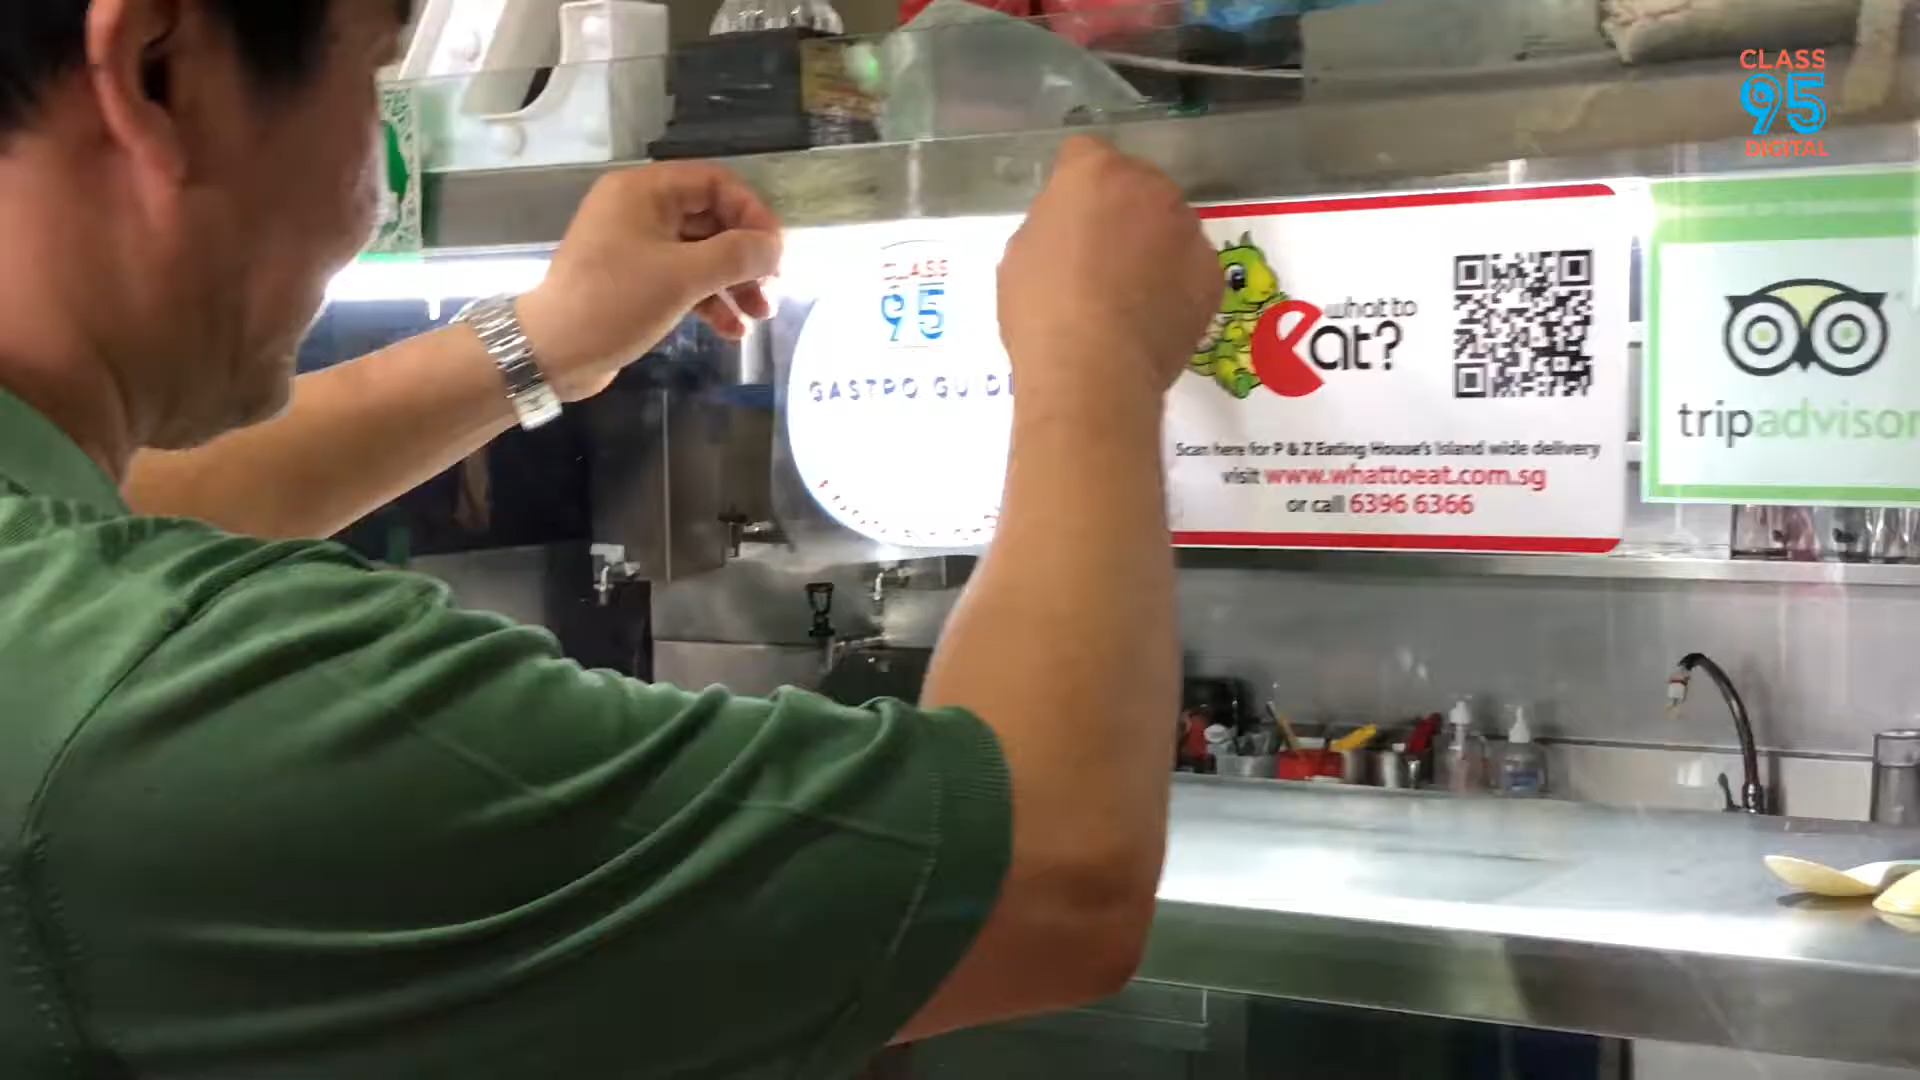 CLASS
95
DIGITAL
CLASS
95
GASTRO GUIDE
what to
eat?
Scan here for P & Z Eating House's Island wide delivery
visit www.whattoeat.com.sg
or call 6396 6366
tripadvisor